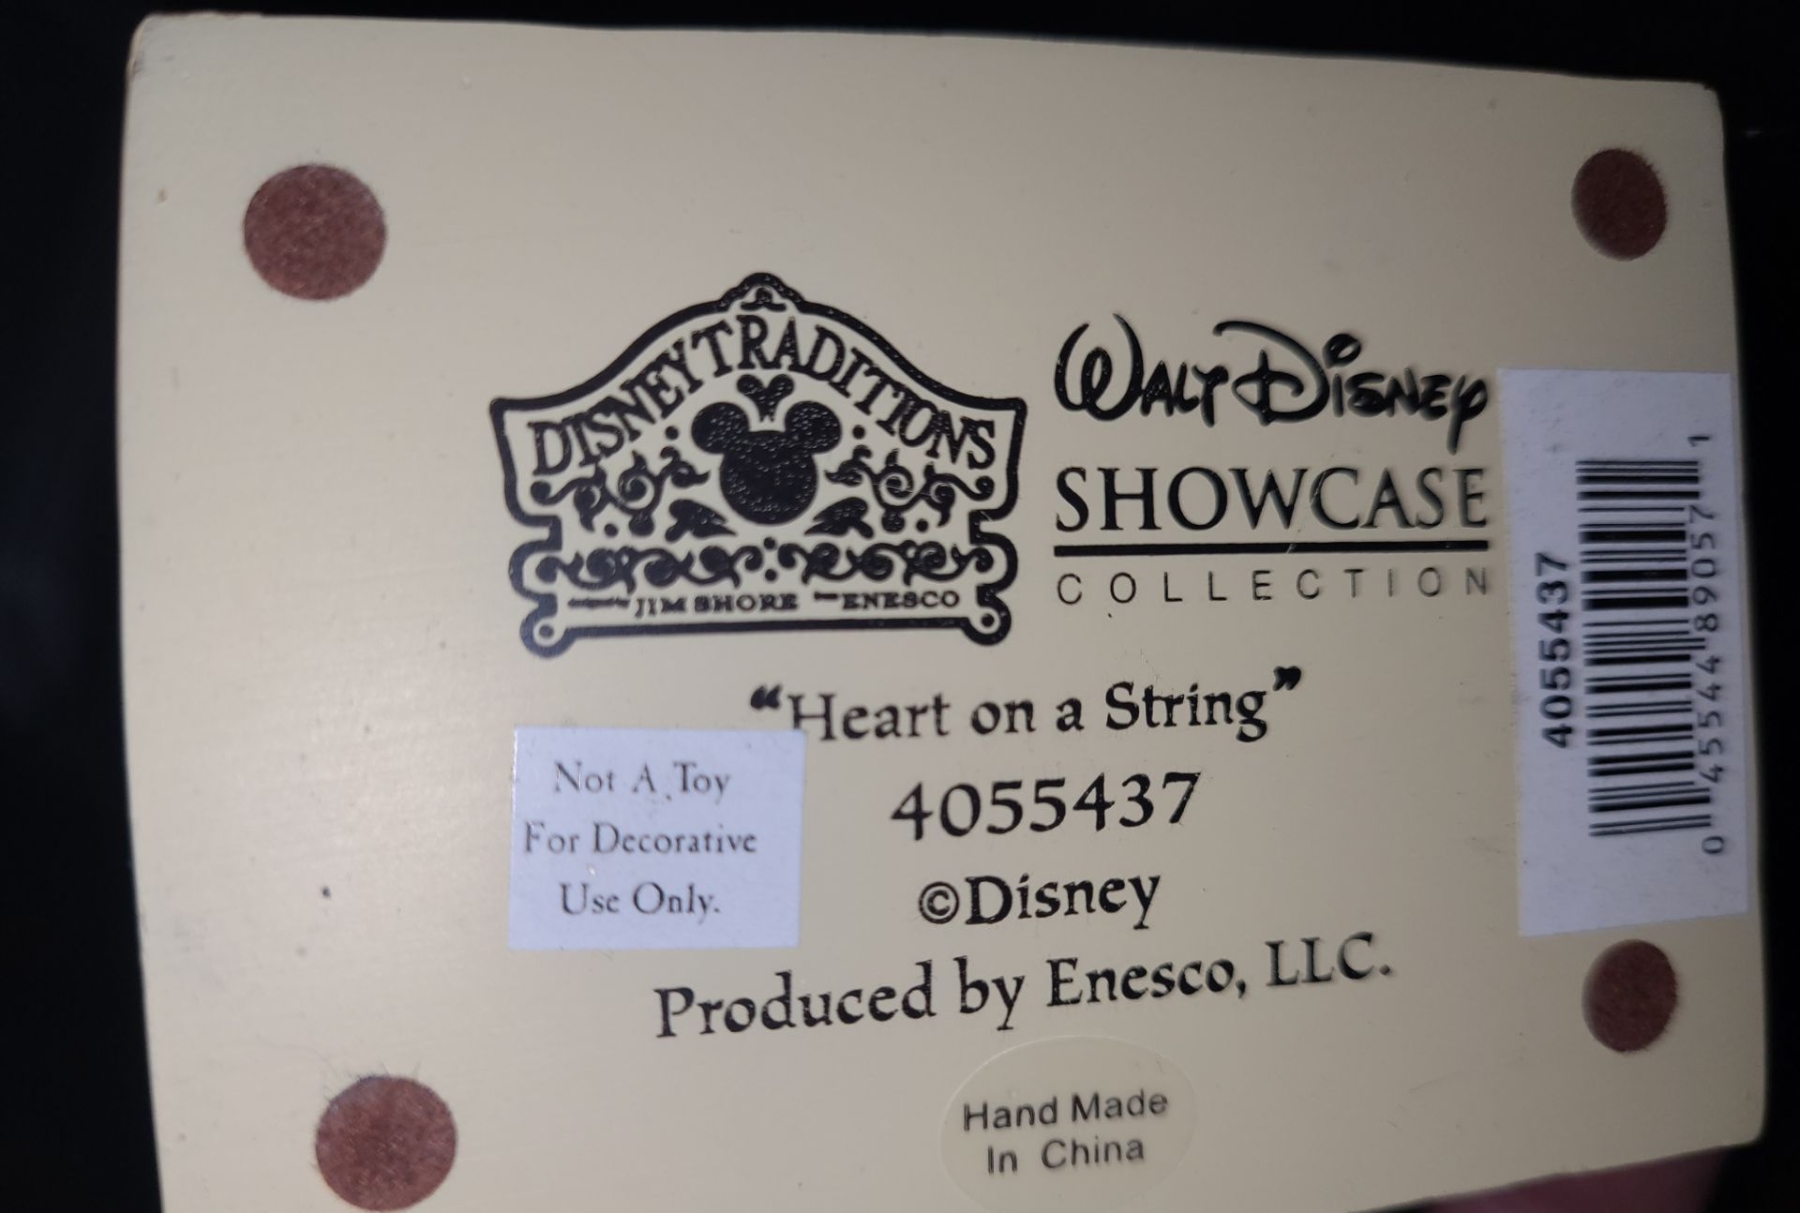 DISNEY TRADITIONS
JIM SHORE ENESCO
WALT DISNEY
SHOWCASE
COLLECTION
"Heart on a String"
4055437
©Disney
Produced by Enesco, LLC.
Not A Toy
For Decorative
Use Only.
Hand Made
In China
4055437
0 45544 89057 1